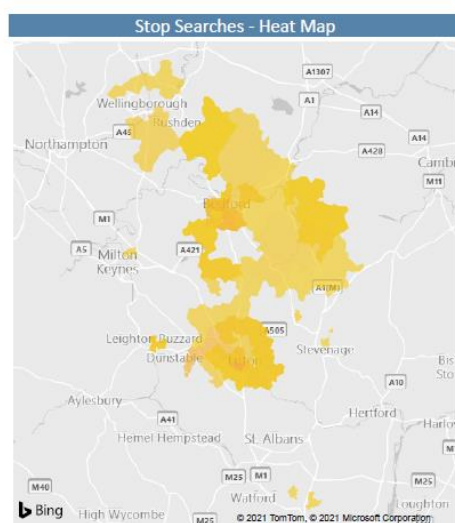 Stop Searches - Heat Map
A1307
Wellingborough
A1
A14
Rushden
A45
A14
Northampton
A428
M11
Bedford
M1
A5
A421
Milton
Keynes
A1(M)
A505
Leighton Buzzard
Dunstable
Luton
Stevenage
A10
Aylesbury
A41
Hertford
Hemel Hempstead
St. Albans
M25
M1
M40
Watford
M25
Loughton
Bing
High Wycombe
M25
© 2021 TomTom, © 2021 Microsoft Corporation